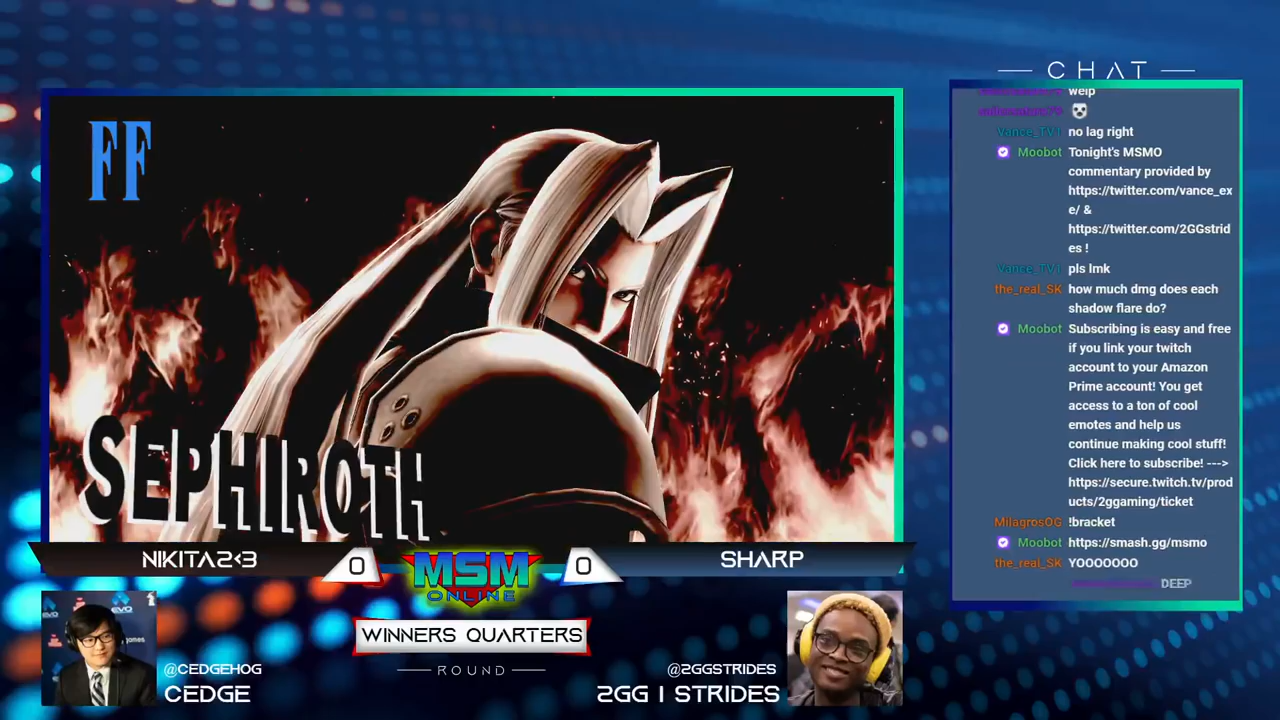 CHAT
welp
Vance_TV1 no lag right
Moobot Tonight's MSMO
commentary provided by
https://twitter.com/vance_ex
e/ &
https://twitter.com/2GGstrid
es !
Vance_TV1 pls lmk
the_real_SK how much dmg does each
shadow flare do?
Moobot Subscribing is easy and free
if you link your twitch
account to your Amazon
Prime account! You get
access to a ton of cool
emotes and help us
continue making cool stuff!
Click here to subscribe! --->
https://secure.twitch.tv/prod
ucts/2ggaming/ticket
MilagrosOG !bracket
Moobot https://smash.gg/msmo
the_real_SK YOOOOOOO
DEEP
FF
SEPHIROTH
NIKITA2<3 0 MSM 0 SHARP
ONLINE
WINNERS QUARTERS
ROUND
EVO
jones
@CEDGEHOG
CEDGE
@2GGSTRIDES
2GG | STRIDES